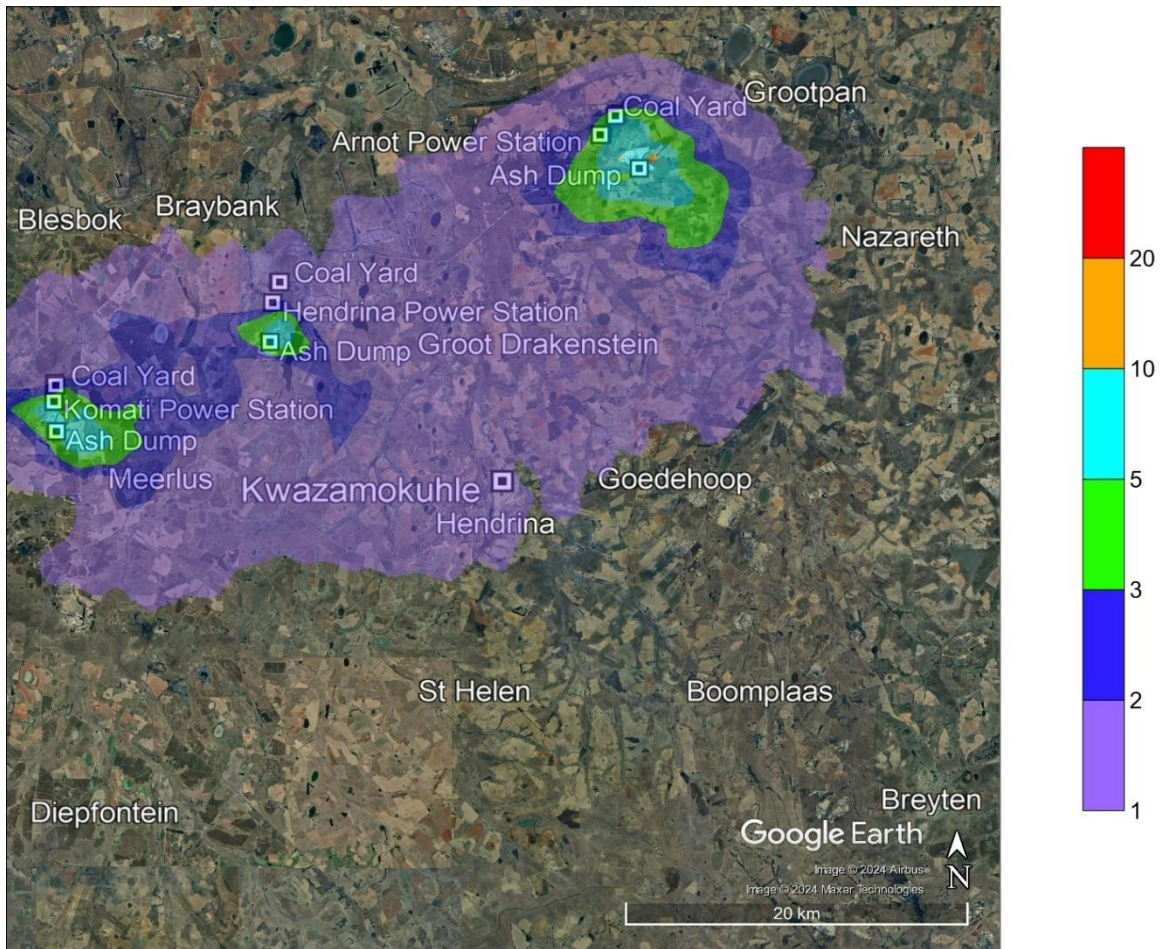 Grootpan
Coal Yard
Arnot Power Station
Ash Dump
Blesbok
Braybank
Nazareth
Coal Yard
Hendrina Power Station
Ash Dump
Groot Drakenstein
Coal Yard
Komati Power Station
Ash Dump
Meerlus
Kwazamokuhle
Goedehoop
Hendrina
St Helen
Boomplaas
Diepfontein
Breyten
Google Earth
Image © 2024 Airbus
Image © 2024 Maxar Technologies
N
20 km
20
10
5
3
2
1